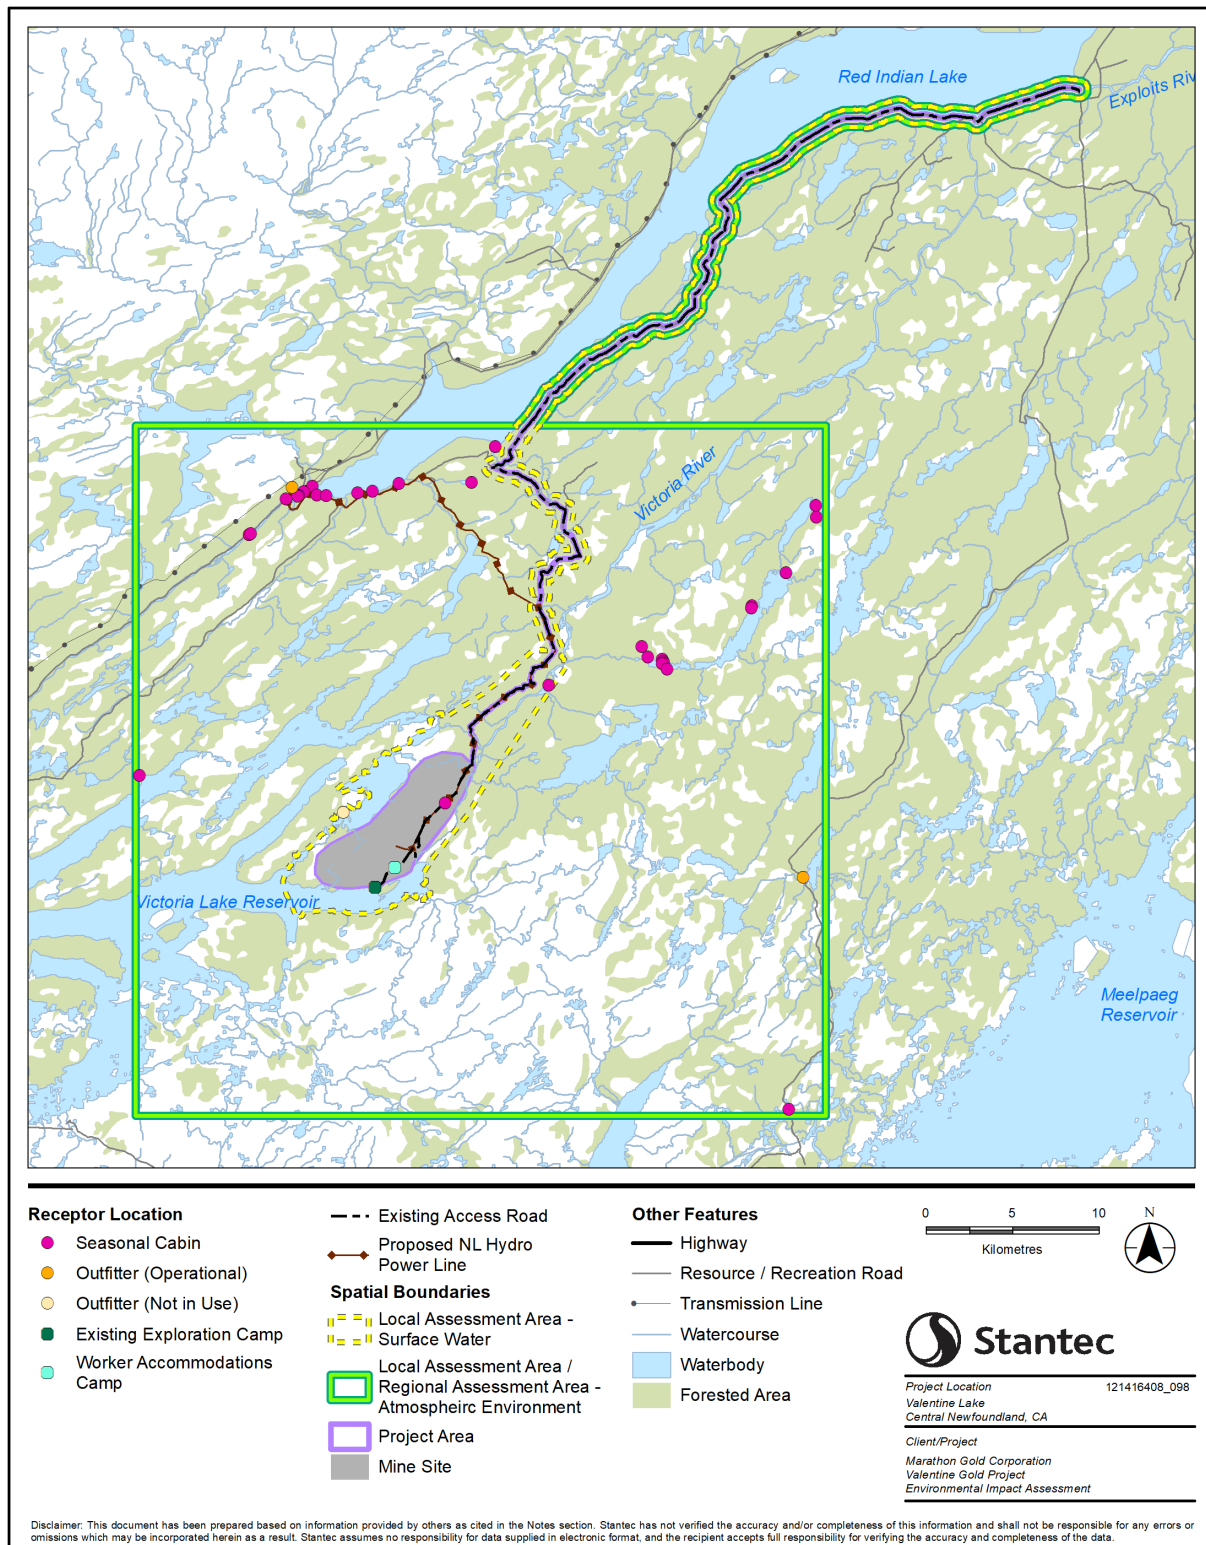 Red Indian Lake
Exploits Riv
Victoria River
Victoria Lake Reservoir
Meelpaeg
Reservoir
Receptor Location
Seasonal Cabin
Outfitter (Operational)
Outfitter (Not in Use)
Existing Exploration Camp
Worker Accommodations
Camp
Existing Access Road
Proposed NL Hydro
Power Line
Spatial Boundaries
Local Assessment Area -
Surface Water
Local Assessment Area /
Regional Assessment Area -
Atmospheirc Environment
Project Area
Mine Site
Other Features
Highway
Resource / Recreation Road
Transmission Line
Watercourse
Waterbody
Forested Area
0 5 10
Kilometres
N
Stantec
Project Location 121416408_098
Valentine Lake
Central Newfoundland, CA
Client/Project
Marathon Gold Corporation
Valentine Gold Project
Environmental Impact Assessment
Disclaimer: This document has been prepared based on information provided by others as cited in the Notes section. Stantec has not verified the accuracy and/or completeness of this information and shall not be responsible for any errors or
omissions which may be incorporated herein as a result. Stantec assumes no responsibility for data supplied in electronic format, and the recipient accepts full responsibility for verifying the accuracy and completeness of the data.